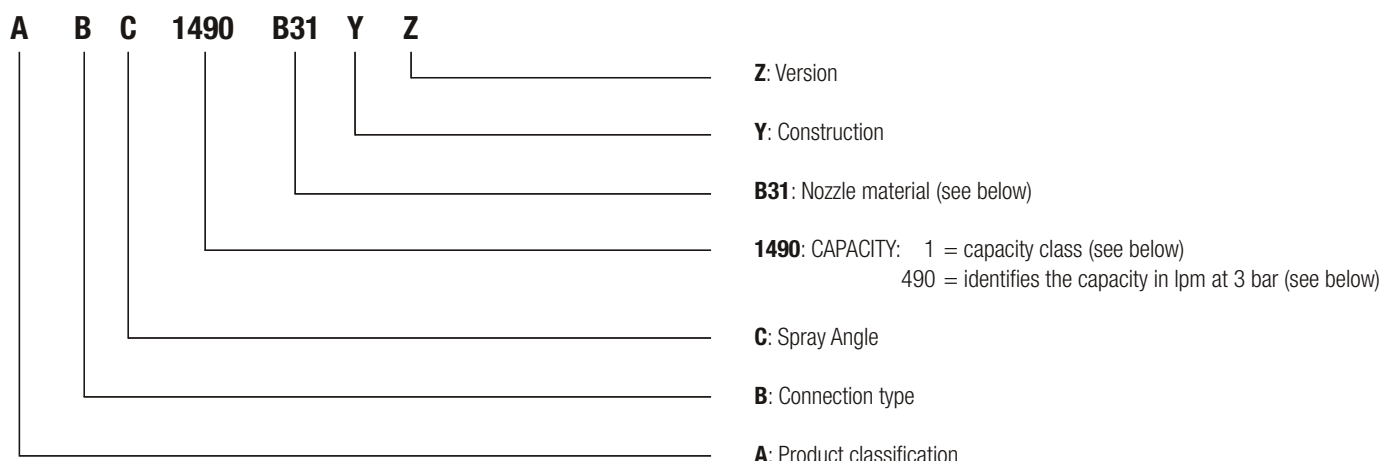 A B C 1490 B31 Y Z
Z: Version
Y: Construction
B31: Nozzle material (see below)
1490: CAPACITY: 1 = capacity class (see below)
490 = identifies the capacity in lpm at 3 bar (see below)
C: Spray Angle
B: Connection type
A: Product classification